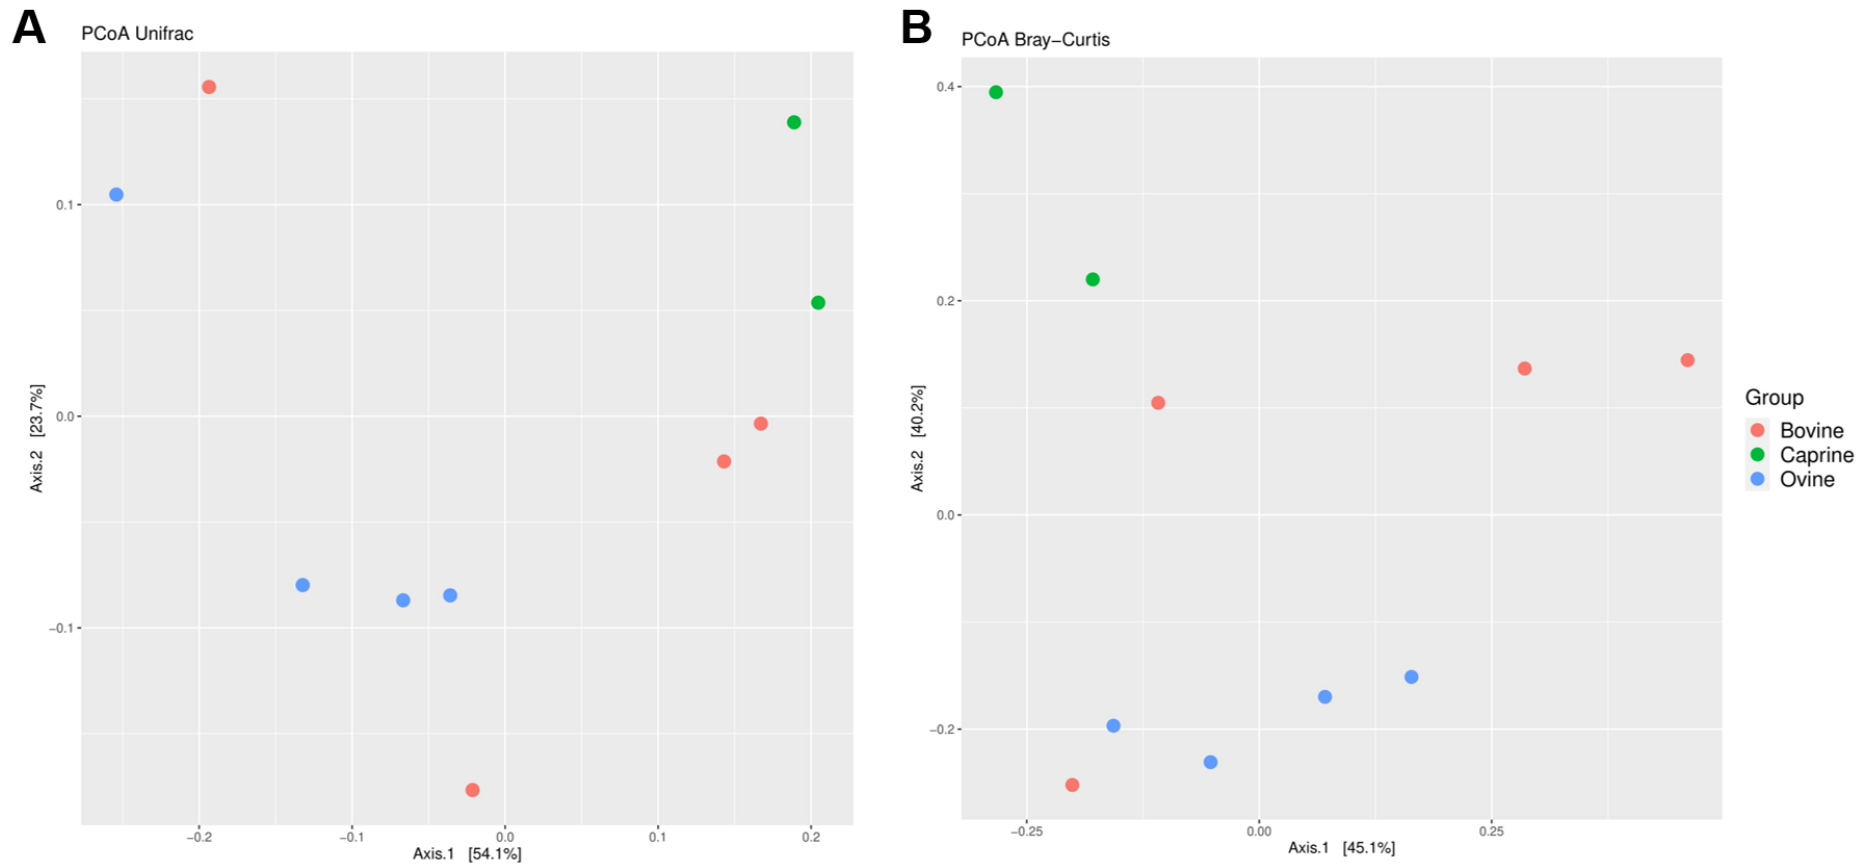 A
PCoA Unifrac
0.1
0.0
−0.1
Axis.2 [23.7%]
−0.2
−0.1
0.0
0.1
0.2
Axis.1 [54.1%]
B
PCoA Bray−Curtis
0.4
0.2
0.0
−0.2
Axis.2 [40.2%]
−0.25
0.00
0.25
Axis.1 [45.1%]
Group
Bovine
Caprine
Ovine